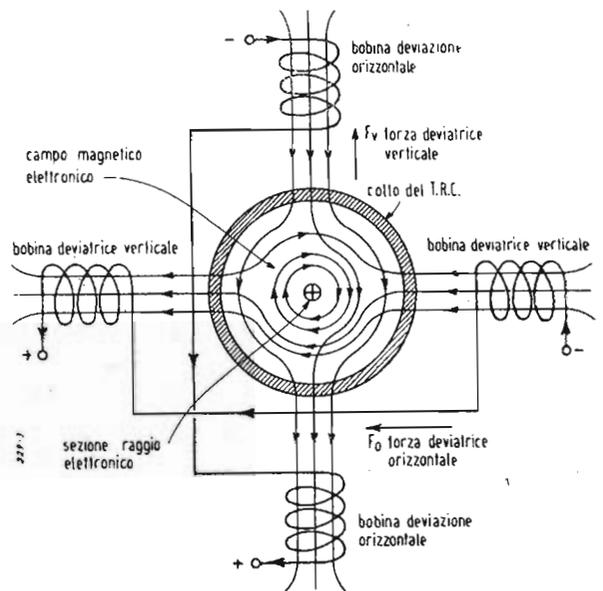 bobina deviazione
orizzontale
Fv forza deviatrice
verticale
campo magnetico
elettronico
collo del T.R.C.
bobina deviatrice verticale
bobina deviatrice verticale
-
+
-
sezione raggio
elettronico
Fo forza deviatrice
orizzontale
bobina deviazione
orizzontale
+
-